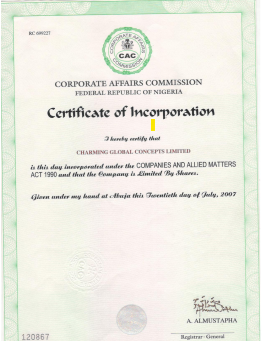 RC 699227
CORPORATE AFFAIRS COMMISSION
CAC
CORPORATE AFFAIRS COMMISSION
FEDERAL REPUBLIC OF NIGERIA
Certificate of Incorporation
I hereby certify that
CHARMING GLOBAL CONCEPTS LIMITED
is this day incorporated under the COMPANIES AND ALLIED MATTERS
ACT 1990 and that the Company is Limited By Shares.
Given under my hand at Abuja this Twentieth day of July, 2007
A. ALMUSTAPHA
120867
Registrar - General